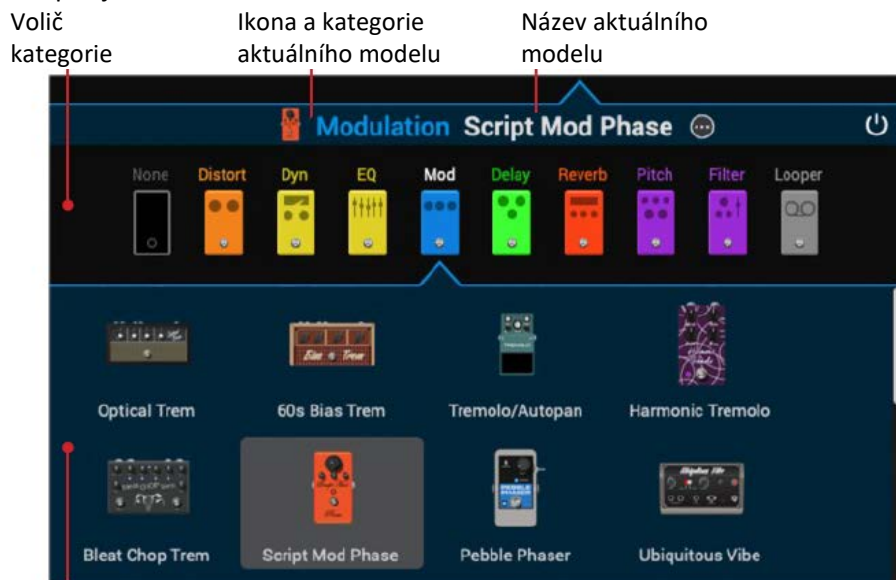 Volič
kategorie
Ikona a kategorie
aktuálního modelu
Název aktuálního
modelu
Modulation Script Mod Phase
None Distort Dyn EQ Mod Delay Reverb Pitch Filter Looper
Optical Trem 60s Bias Trem Tremolo/Autopan Harmonic Tremolo
Bleat Chop Trem Script Mod Phase Pebble Phaser Ubiquitous Vibe